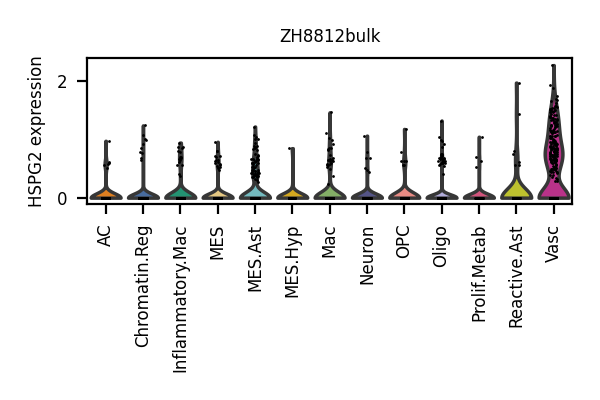 ZH8812bulk
HSPG2 expression
2
0
AC
Chromatin.Reg
Inflammatory.Mac
MES
MES.Ast
MES.Hyp
Mac
Neuron
OPC
Oligo
Prolif.Metab
Reactive.Ast
Vasc